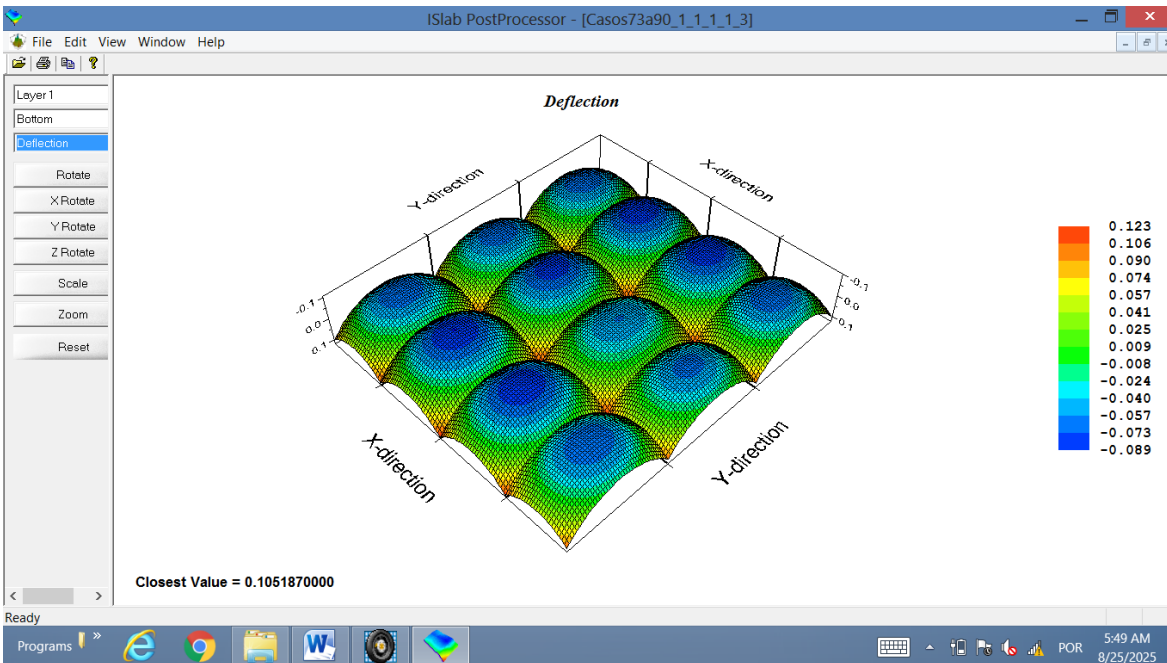 ISlab PostProcessor - [Casos73a90_1_1_1_1_3]
File Edit View Window Help
Layer 1
Bottom
Deflection
Rotate
X Rotate
Y Rotate
Z Rotate
Scale
Zoom
Reset
Deflection
Y-direction
X-direction
-0.1
0.0
0.1
-0.1
0.0
0.1
X-direction
Y-direction
0.123
0.106
0.090
0.074
0.057
0.041
0.025
0.009
-0.008
-0.024
-0.040
-0.057
-0.073
-0.089
Closest Value = 0.1051870000
Ready
Programs
POR
5:49 AM
8/25/2025